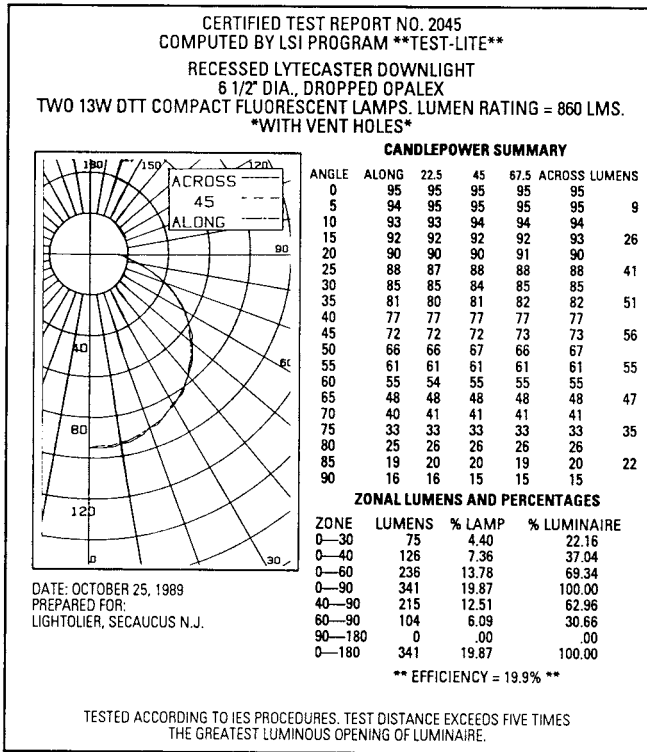 CERTIFIED TEST REPORT NO. 2045
COMPUTED BY LSI PROGRAM **TEST-LITE**
RECESSED LYTECASTER DOWNLIGHT
6 1/2" DIA., DROPPED OPALEX
TWO 13W DTT COMPACT FLUORESCENT LAMPS. LUMEN RATING = 860 LMS.
*WITH VENT HOLES*
180 150 120
ACROSS
45
ALONG
90
40
60
80
120
0 30
DATE: OCTOBER 25, 1989
PREPARED FOR:
LIGHTOLIER, SECAUCUS N.J.
CANDLEPOWER SUMMARY
ANGLE ALONG 22.5 45 67.5 ACROSS LUMENS
0 95 95 95 95 95
5 94 95 95 95 95 9
10 93 93 94 94 94
15 92 92 92 92 93 26
20 90 90 90 91 90
25 88 87 88 88 88 41
30 85 85 84 85 85
35 81 80 81 82 82 51
40 77 77 77 77 77
45 72 72 72 73 73 56
50 66 66 67 66 67
55 61 61 61 61 61 55
60 55 54 55 55 55
65 48 48 48 48 48 47
70 40 41 41 41 41
75 33 33 33 33 33 35
80 25 26 26 26 26
85 19 20 20 19 20 22
90 16 16 15 15 15
ZONAL LUMENS AND PERCENTAGES
ZONE LUMENS % LAMP % LUMINAIRE
0—30 75 4.40 22.16
0—40 126 7.36 37.04
0—60 236 13.78 69.34
0—90 341 19.87 100.00
40—90 215 12.51 62.96
60—90 104 6.09 30.66
90—180 0 .00 .00
0—180 341 19.87 100.00
** EFFICIENCY = 19.9% **
TESTED ACCORDING TO IES PROCEDURES. TEST DISTANCE EXCEEDS FIVE TIMES
THE GREATEST LUMINOUS OPENING OF LUMINAIRE.